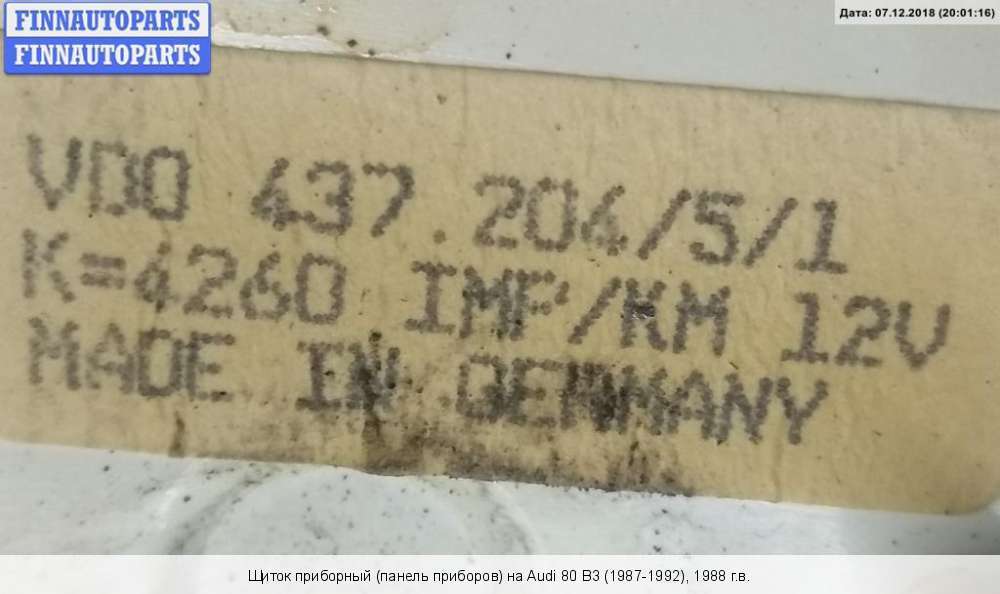 FINNAUTOPARTS
FINNAUTOPARTS
Дата: 07.12.2018 (20:01:16)
VDO 437.204/5/1
K=4260 IMP/KM 12V
MADE IN GERMANY
Щиток приборный (панель приборов) на Audi 80 B3 (1987-1992), 1988 г.в.